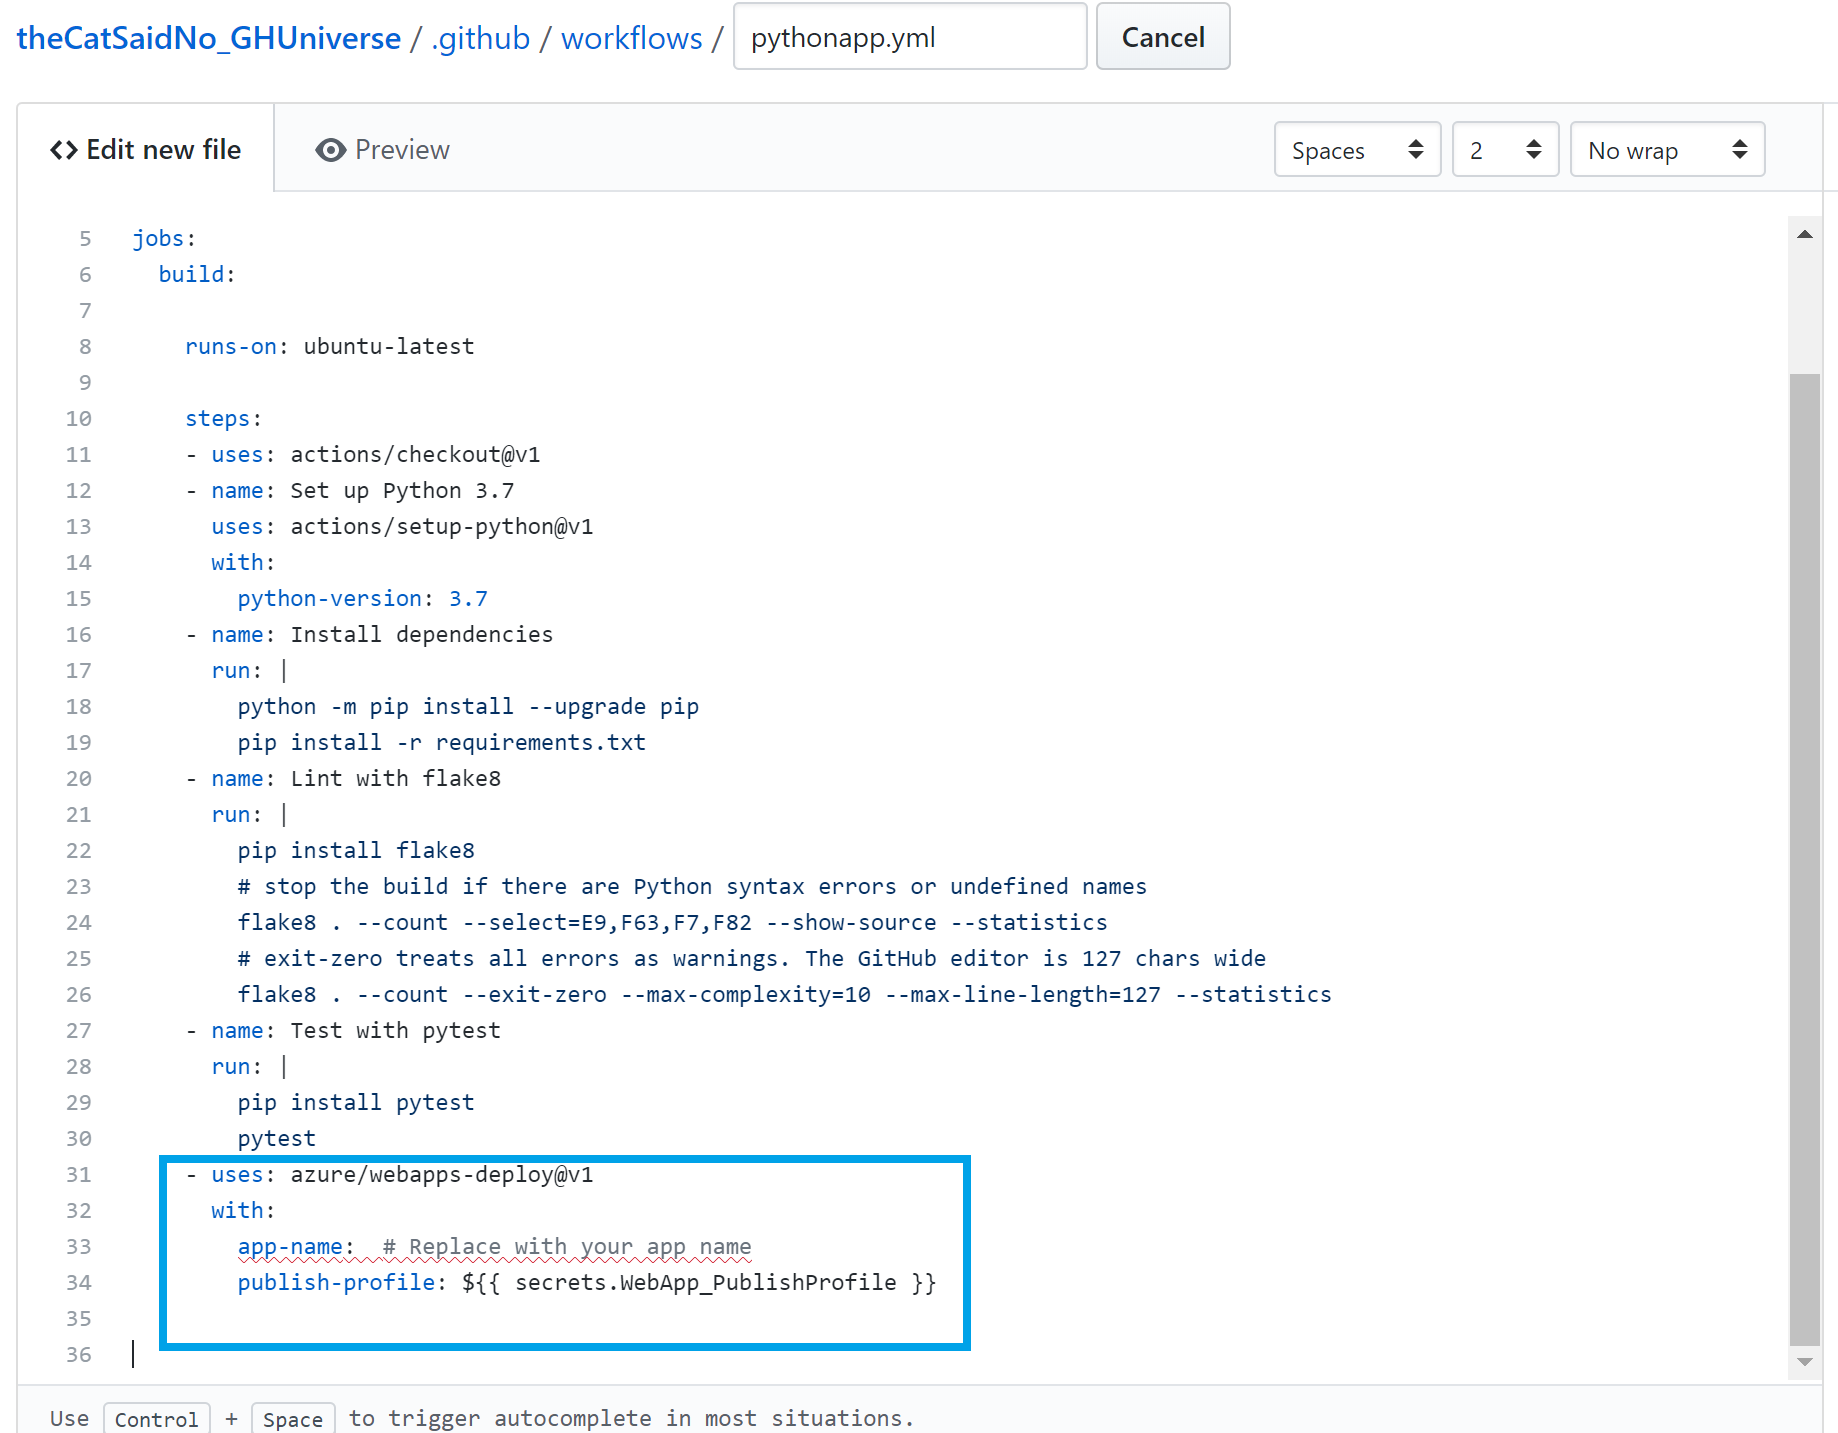 theCatSaidNo_GHUniverse / .github / workflows / pythonapp.yml Cancel
Edit new file Preview Spaces 2 No wrap
5 jobs:
6 build:
7
8 runs-on: ubuntu-latest
9
10 steps:
11 - uses: actions/checkout@v1
12 - name: Set up Python 3.7
13 uses: actions/setup-python@v1
14 with:
15 python-version: 3.7
16 - name: Install dependencies
17 run: |
18 python -m pip install --upgrade pip
19 pip install -r requirements.txt
20 - name: Lint with flake8
21 run: |
22 pip install flake8
23 # stop the build if there are Python syntax errors or undefined names
24 flake8 . --count --select=E9,F63,F7,F82 --show-source --statistics
25 # exit-zero treats all errors as warnings. The GitHub editor is 127 chars wide
26 flake8 . --count --exit-zero --max-complexity=10 --max-line-length=127 --statistics
27 - name: Test with pytest
28 run: |
29 pip install pytest
30 pytest
31 - uses: azure/webapps-deploy@v1
32 with:
33 app-name: # Replace with your app name
34 publish-profile: ${{ secrets.WebApp_PublishProfile }}
35
36
Use Control + Space to trigger autocomplete in most situations.